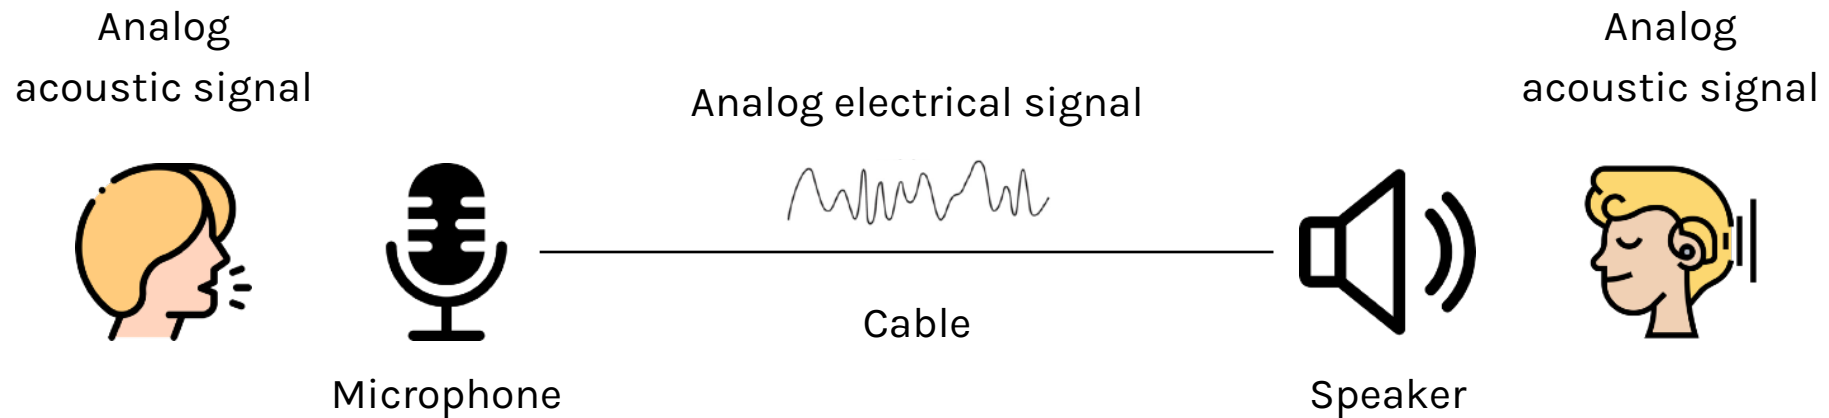 Analog
acoustic signal
Analog electrical signal
Analog
acoustic signal
Cable
Microphone
Speaker